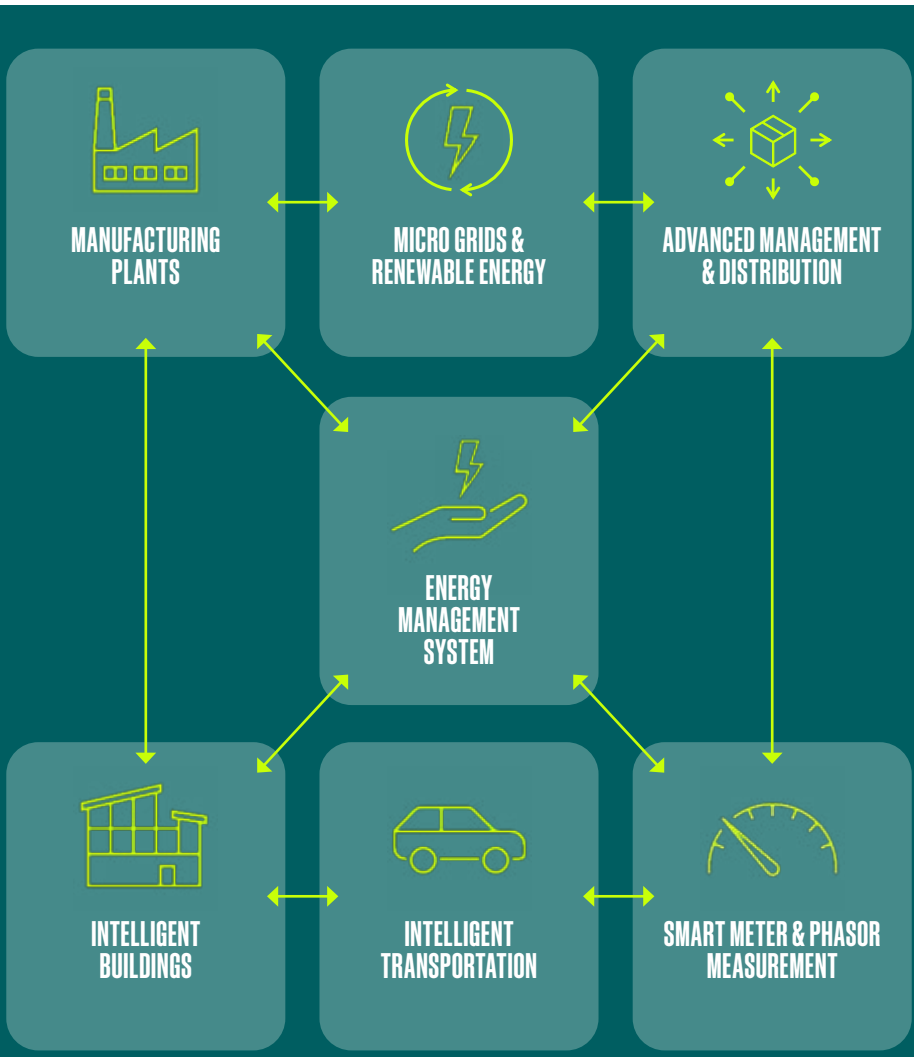 MANUFACTURING
PLANTS
MICRO GRIDS &
RENEWABLE ENERGY
ADVANCED MANAGEMENT
& DISTRIBUTION
ENERGY
MANAGEMENT
SYSTEM
INTELLIGENT
BUILDINGS
INTELLIGENT
TRANSPORTATION
SMART METER & PHASOR
MEASUREMENT